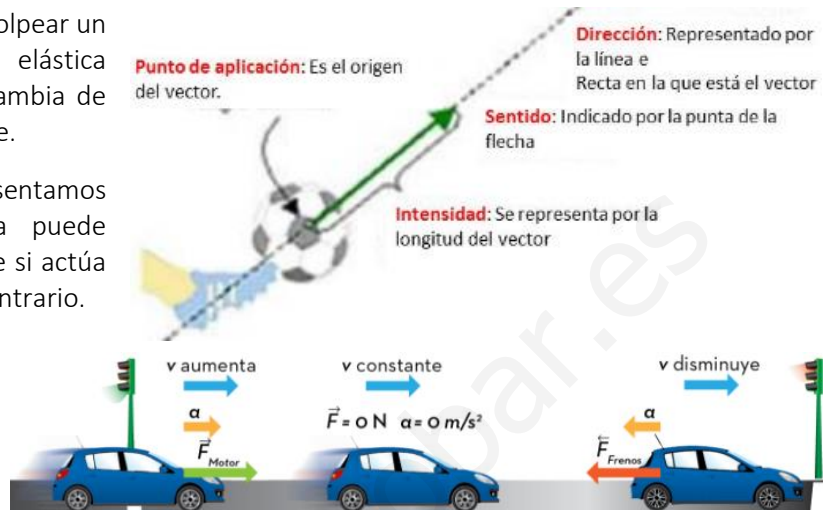 olpear un
elástica
ambia de
e.
sentamos
a puede
e si actúa
ntrario.
Punto de aplicación: Es el origen
del vector.
Dirección: Representado por
la línea e
Recta en la que está el vector
Sentido: Indicado por la punta de la
flecha
Intensidad: Se representa por la
longitud del vector
bar.es
v aumenta
a
F Motor
v constante
F = 0 N a = 0 m/s²
v disminuye
a
F Frenos